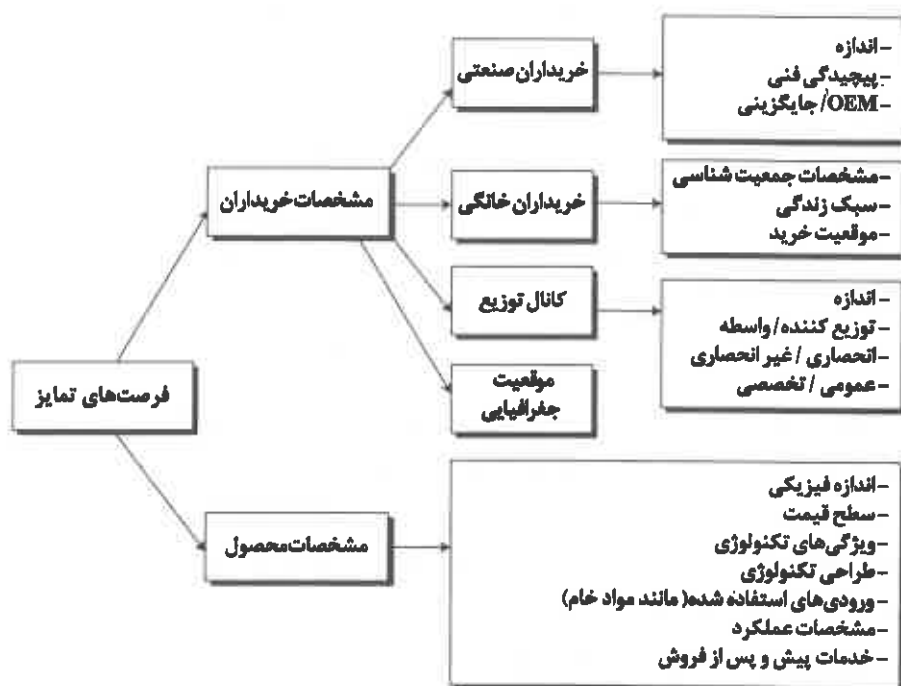 فرصت‌های تمایز
مشخصات خریداران
خریداران صنعتی
-اندازه
-پیچیدگی فنی
-OEM/ جایگزینی
خریداران خانگی
-مشخصات جمعیت شناسی
-سبک زندگی
-موقعیت خرید
کانال توزیع
-اندازه
-توزیع کننده/واسطه
-انحصاری / غیر انحصاری
-عمومی / تخصصی
موقعیت
جغرافیایی
مشخصات محصول
-اندازه فیزیکی
-سطح قیمت
-ویژگی‌های تکنولوژی
-طراحی تکنولوژی
-ورودی‌های استفاده شده( مانند مواد خام)
-مشخصات عملکرد
-خدمات پیش و پس از فروش